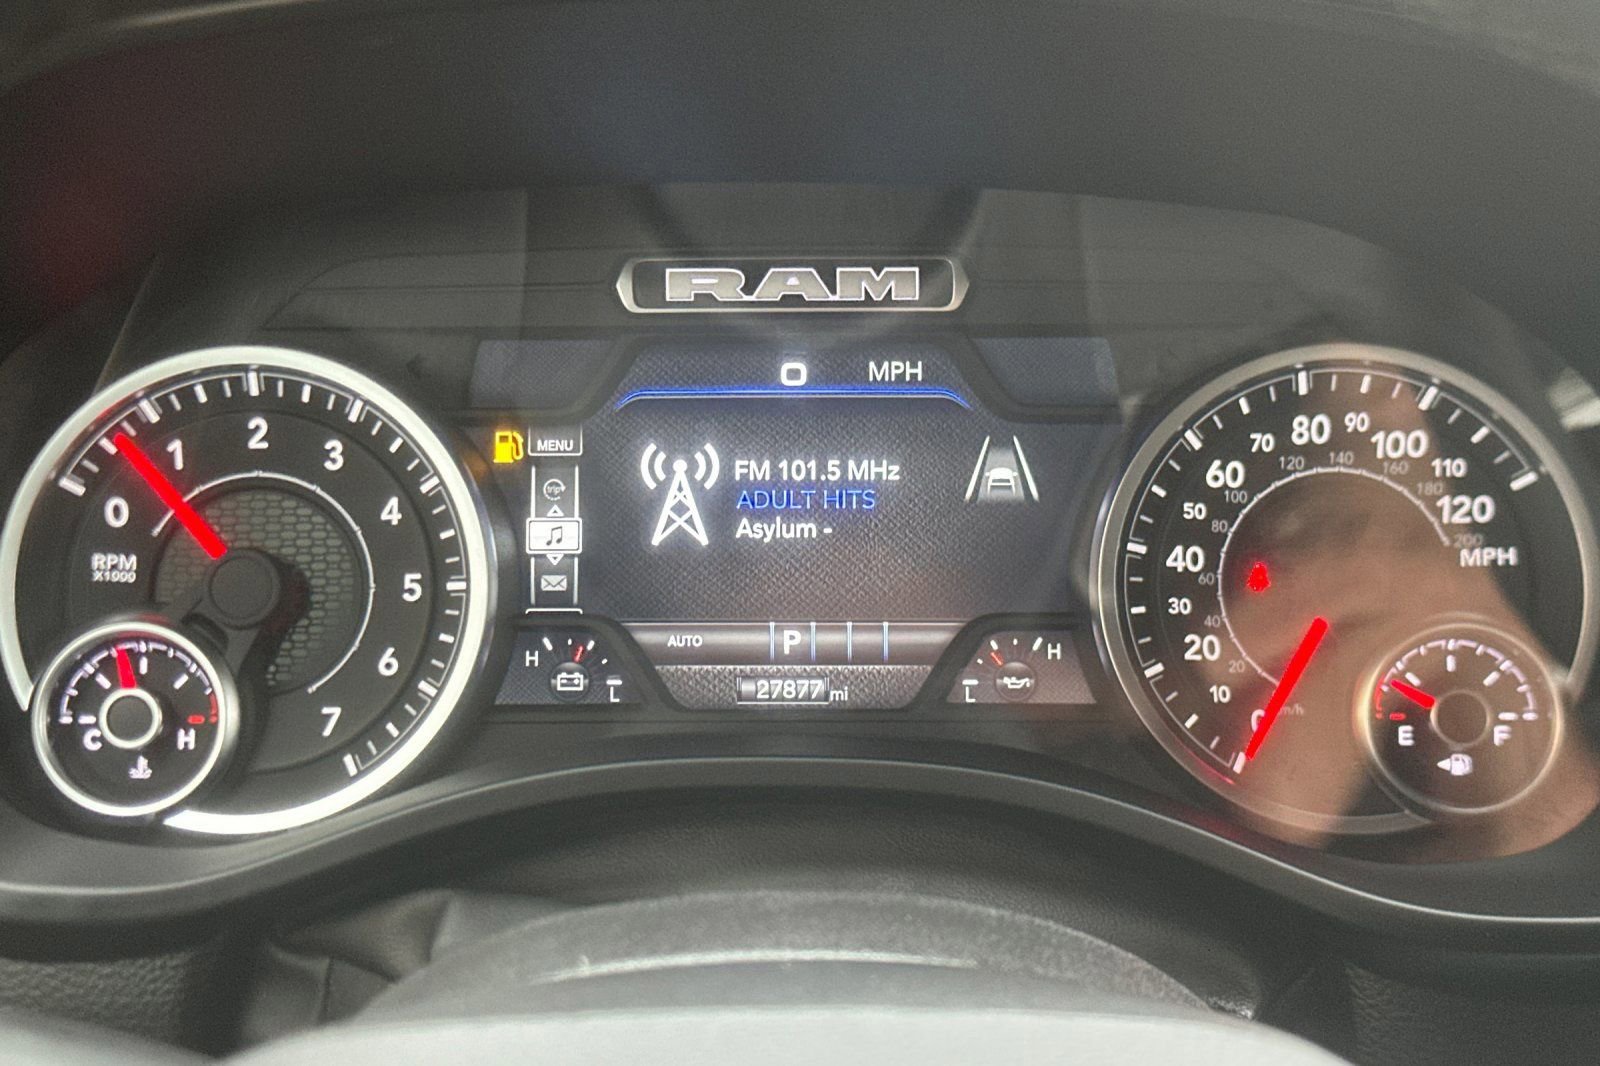 RAM
0 MPH
MENU
trip
FM 101.5 MHz
ADULT HITS
Asylum -
AUTO
P
27877 mi
H
L
L
H
0
1
2
3
4
5
6
7
RPM
X1000
C
H
0
10
20
30
40
50
60
70
80
90
100
110
120
MPH
20
40
60
80
100
120
140
160
180
200
E
F